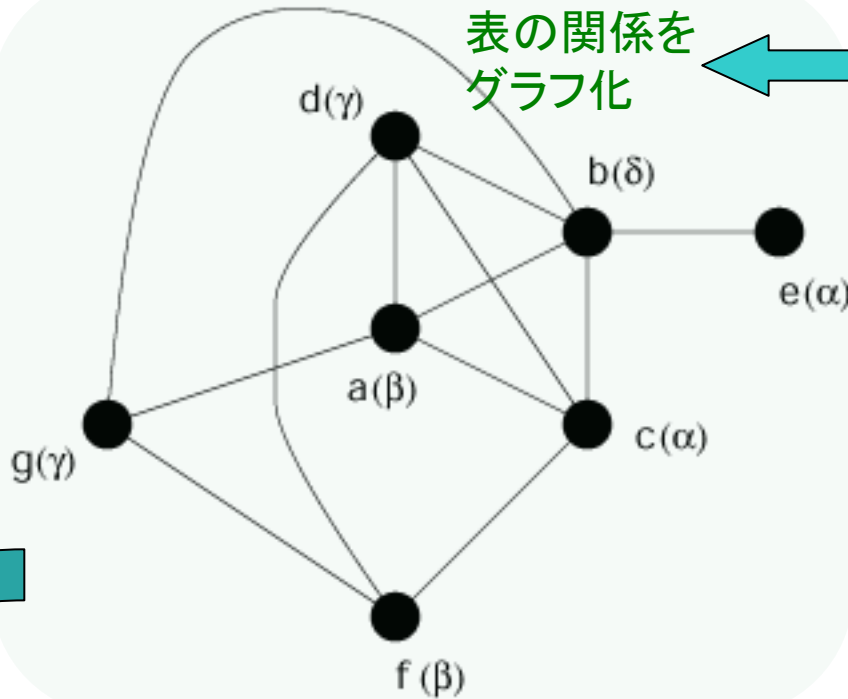 表の関係を
グラフ化
d(γ)
b(δ)
e(α)
a(β)
c(α)
g(γ)
f(β)